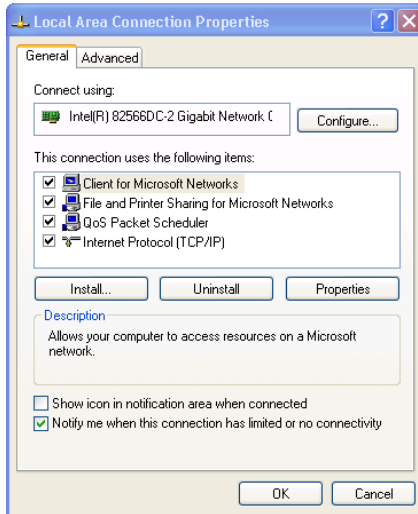 Local Area Connection Properties
General Advanced
Connect using:
Intel(R) 82566DC-2 Gigabit Network C
Configure...
This connection uses the following items:
Client for Microsoft Networks
File and Printer Sharing for Microsoft Networks
QoS Packet Scheduler
Internet Protocol (TCP/IP)
Install... Uninstall Properties
Description
Allows your computer to access resources on a Microsoft
network.
Show icon in notification area when connected
Notify me when this connection has limited or no connectivity
OK Cancel